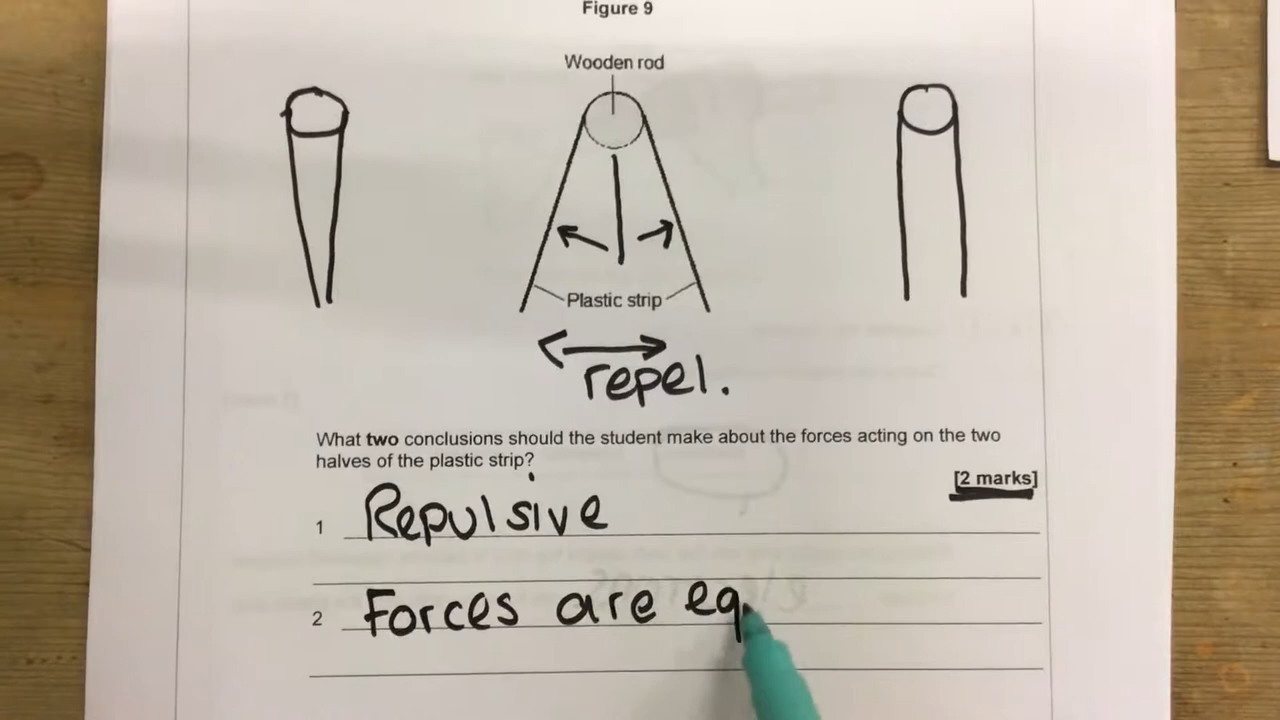 Figure 9
Wooden rod
Plastic strip
repel.
What two conclusions should the student make about the forces acting on the two
halves of the plastic strip?
[2 marks]
1 Repulsive
2 Forces are eq